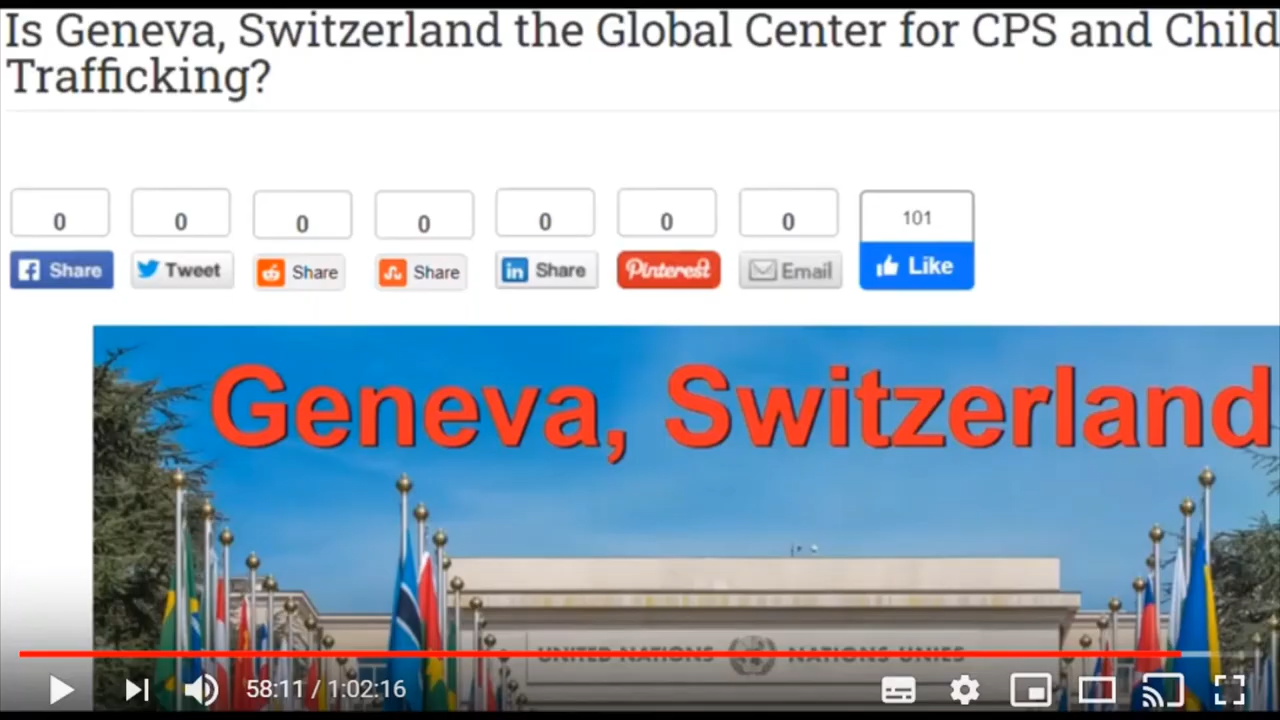 Is Geneva, Switzerland the Global Center for CPS and Child
Trafficking?
0 0 0 0 0 0 0 101
Share Tweet Share Share Share Pinterest Email Like
Geneva, Switzerland
UNITED NATIONS NATIONS UNIES
58:11 / 1:02:16